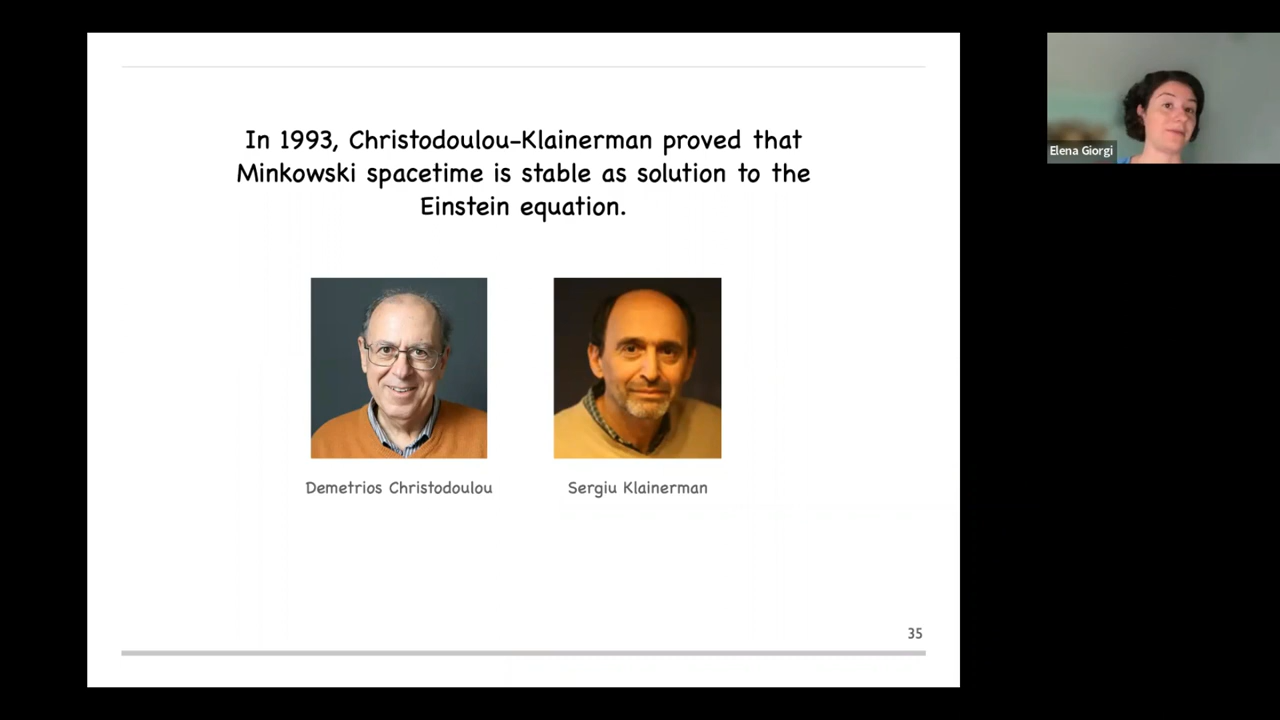 In 1993, Christodoulou-Klainerman proved that
Minkowski spacetime is stable as solution to the
Einstein equation.
Demetrios Christodoulou
Sergiu Klainerman
35
Elena Giorgi